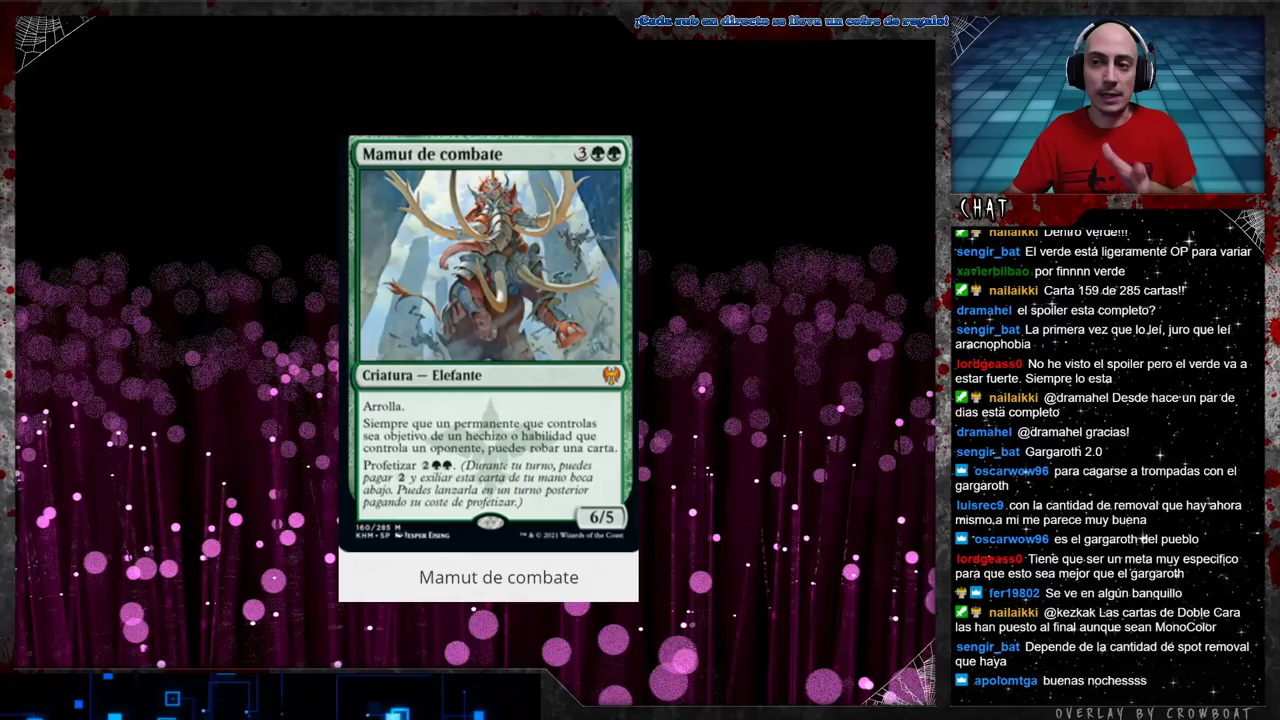 ¡Cada sub en directo se lleva un cofre de regalo!
Mamut de combate
3
Criatura — Elefante
Arrolla.
Siempre que un permanente que controlas
sea objetivo de un hechizo o habilidad que
controla un oponente, puedes robar una carta.
Profetizar 2. (Durante tu turno, puedes
pagar 2 y exiliar esta carta de tu mano boca
abajo. Puedes lanzarla en un turno posterior
pagando su coste de profetizar.)
6/5
160/285 M
KHM • SP JESPER EJSING
™ & © 2021 Wizards of the Coast
Mamut de combate
CHAT
nailaikki Dentro verde!!!
sengir_bat El verde está ligeramente OP para variar
xavierbilbao por finnnn verde
nailaikki Carta 159 de 285 cartas!!
dramahel el spoiler esta completo?
sengir_bat La primera vez que lo leí, juro que leí
aracnophobia
lordgeass0 No he visto el spoiler pero el verde va a
estar fuerte. Siempre lo esta
nailaikki @dramahel Desde hace un par de
dias está completo
dramahel @dramahel gracias!
sengir_bat Gargaroth 2.0
oscarwow96 para cagarse a trompadas con el
gargaroth
luisrec9 con la cantidad de removal que hay ahora
mismo,a mi me parece muy buena
oscarwow96 es el gargaroth del pueblo
lordgeass0 Tiene que ser un meta muy especifico
para que esto sea mejor que el gargaroth
fer19802 Se ve en algún banquillo
nailaikki @kezkak Las cartas de Doble Cara
las han puesto al final aunque sean MonoColor
sengir_bat Depende de la cantidad de spot removal
que haya
apolomtga buenas nochessss
OVERLAY BY CROWBOAT